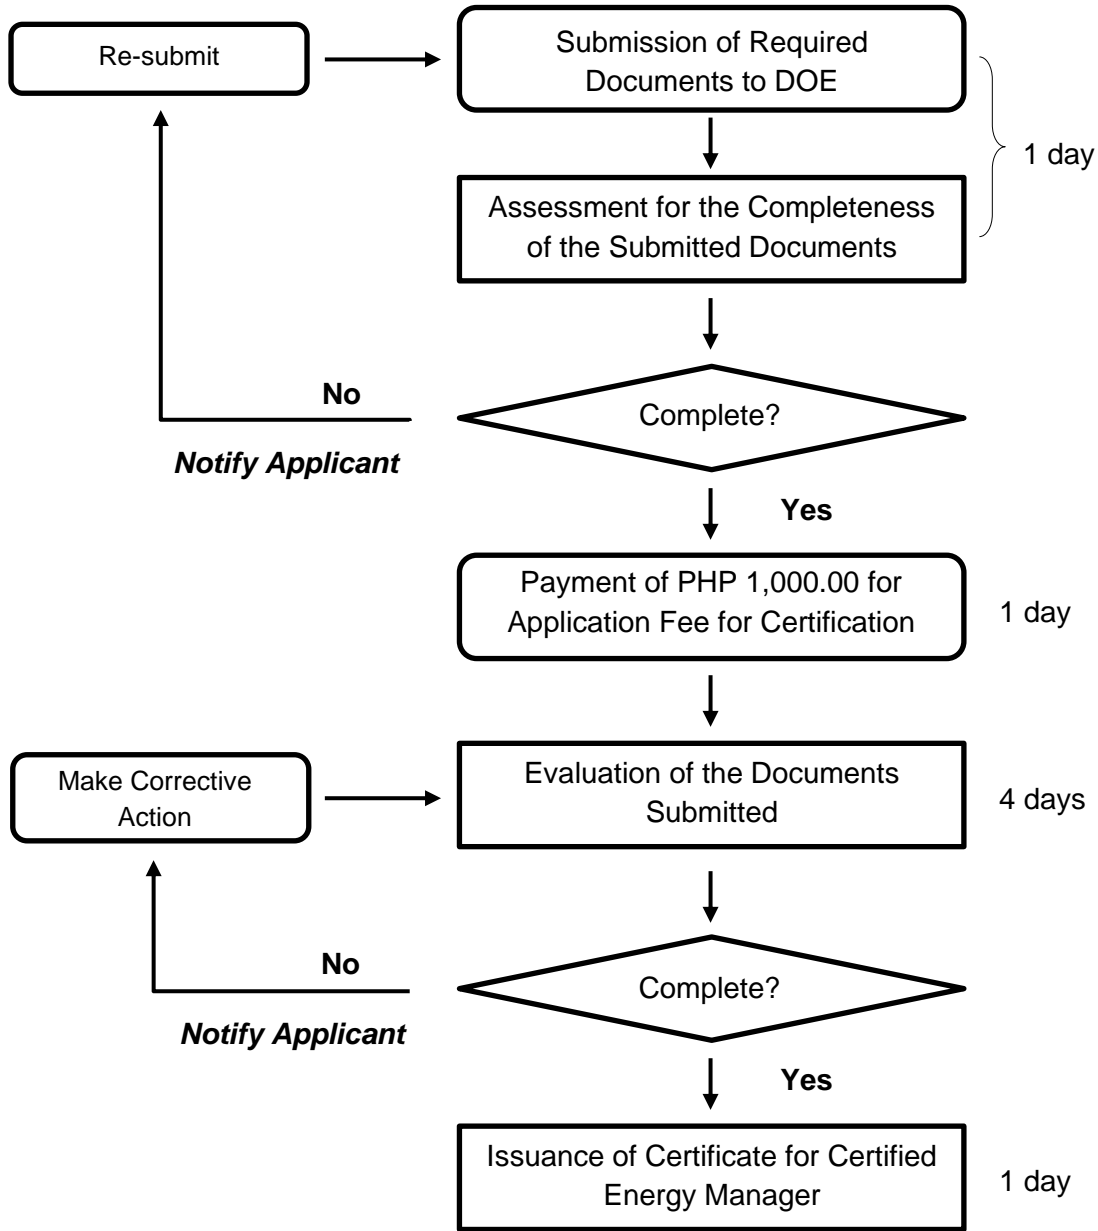 Re-submit
Submission of Required
Documents to DOE
1 day
Assessment for the Completeness
of the Submitted Documents
No
Complete?
Notify Applicant
Yes
Payment of PHP 1,000.00 for
Application Fee for Certification
1 day
Make Corrective
Action
Evaluation of the Documents
Submitted
4 days
No
Complete?
Notify Applicant
Yes
Issuance of Certificate for Certified
Energy Manager
1 day